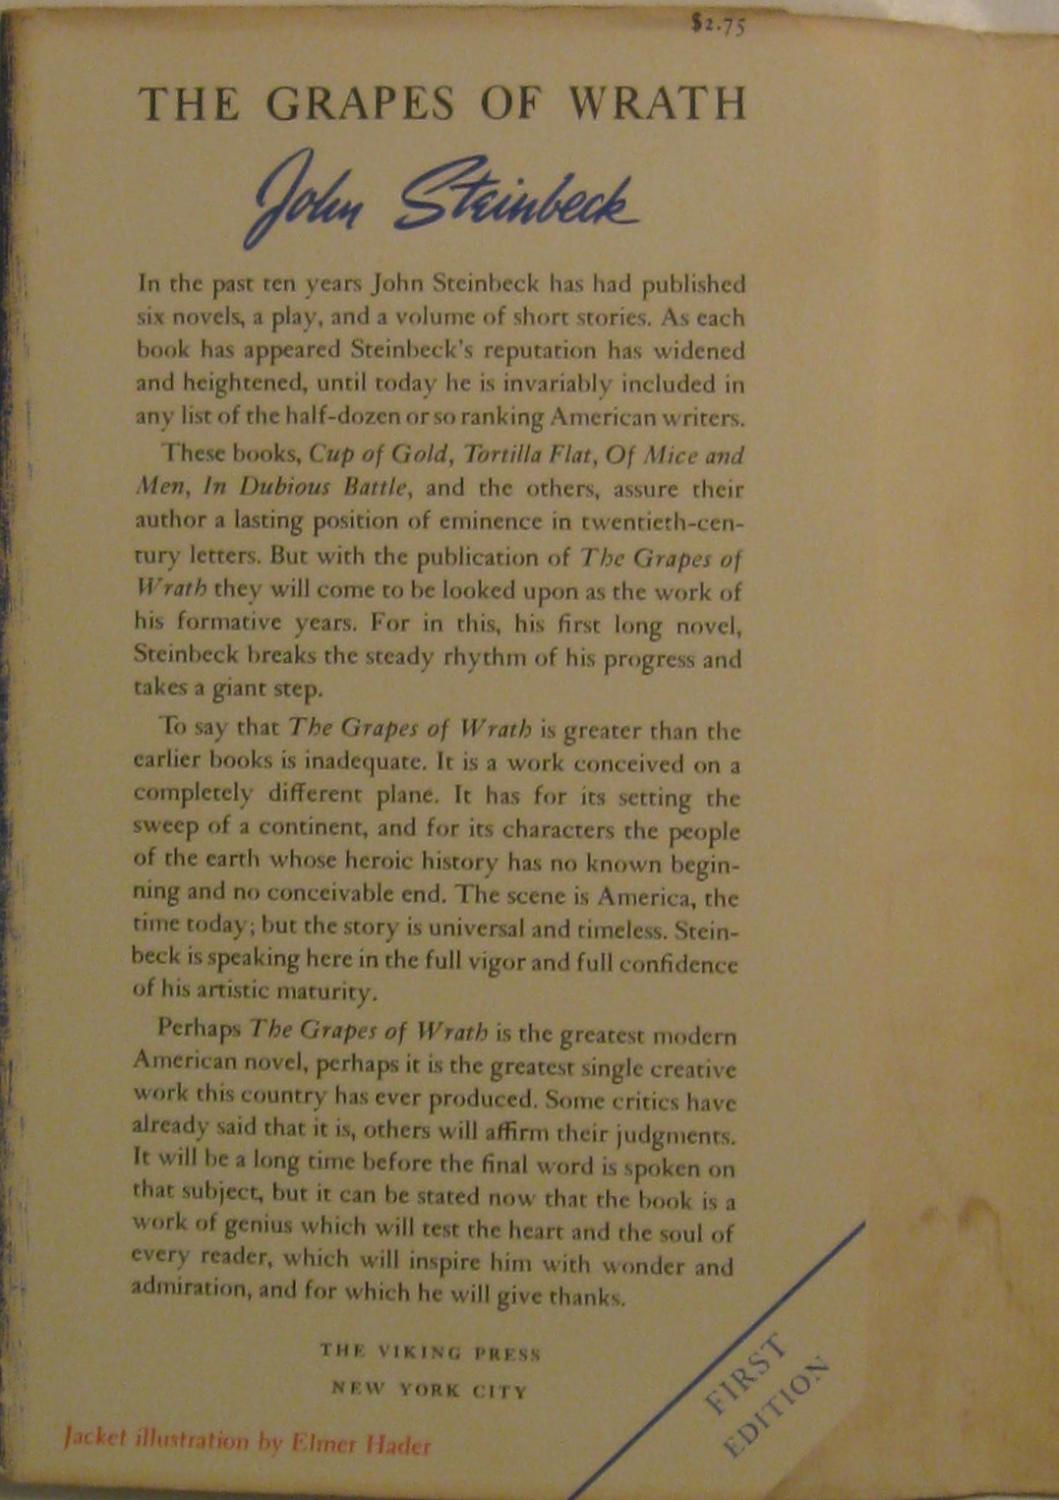 $2.75
THE GRAPES OF WRATH
John Steinbeck
In the past ten years John Steinbeck has had published
six novels, a play, and a volume of short stories. As each
book has appeared Steinbeck's reputation has widened
and heightened, until today he is invariably included in
any list of the half-dozen or so ranking American writers.
These books, Cup of Gold, Tortilla Flat, Of Mice and
Men, In Dubious Battle, and the others, assure their
author a lasting position of eminence in twentieth-cen-
tury letters. But with the publication of The Grapes of
Wrath they will come to be looked upon as the work of
his formative years. For in this, his first long novel,
Steinbeck breaks the steady rhythm of his progress and
takes a giant step.
To say that The Grapes of Wrath is greater than the
earlier books is inadequate. It is a work conceived on a
completely different plane. It has for its setting the
sweep of a continent, and for its characters the people
of the earth whose heroic history has no known begin-
ning and no conceivable end. The scene is America, the
time today; but the story is universal and timeless. Stein-
beck is speaking here in the full vigor and full confidence
of his artistic maturity.
Perhaps The Grapes of Wrath is the greatest modern
American novel, perhaps it is the greatest single creative
work this country has ever produced. Some critics have
already said that it is, others will affirm their judgments.
It will be a long time before the final word is spoken on
that subject, but it can be stated now that the book is a
work of genius which will test the heart and the soul of
every reader, which will inspire him with wonder and
admiration, and for which he will give thanks.
THE VIKING PRESS
NEW YORK CITY
Jacket illustration by Elmer Hader
FIRST
EDITION